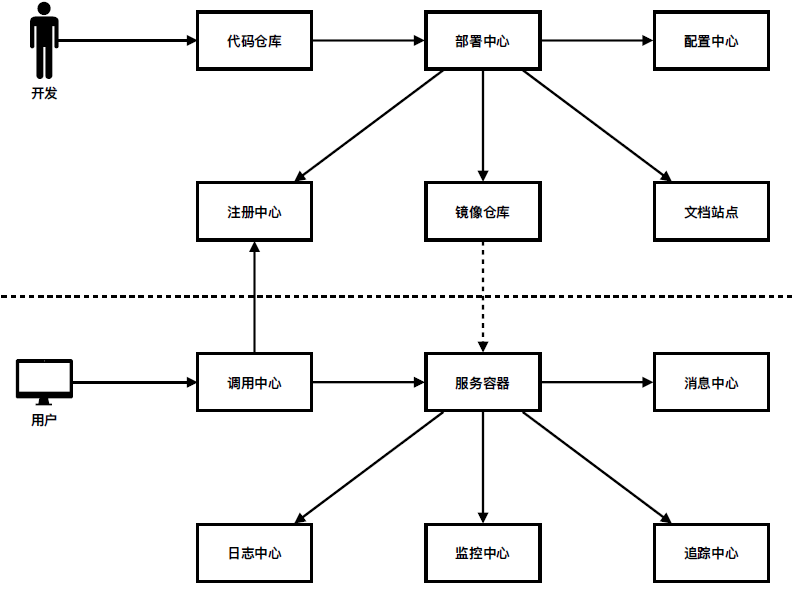 代码仓库
部署中心
配置中心
开发
注册中心
镜像仓库
文档站点
调用中心
服务容器
消息中心
用户
日志中心
监控中心
追踪中心